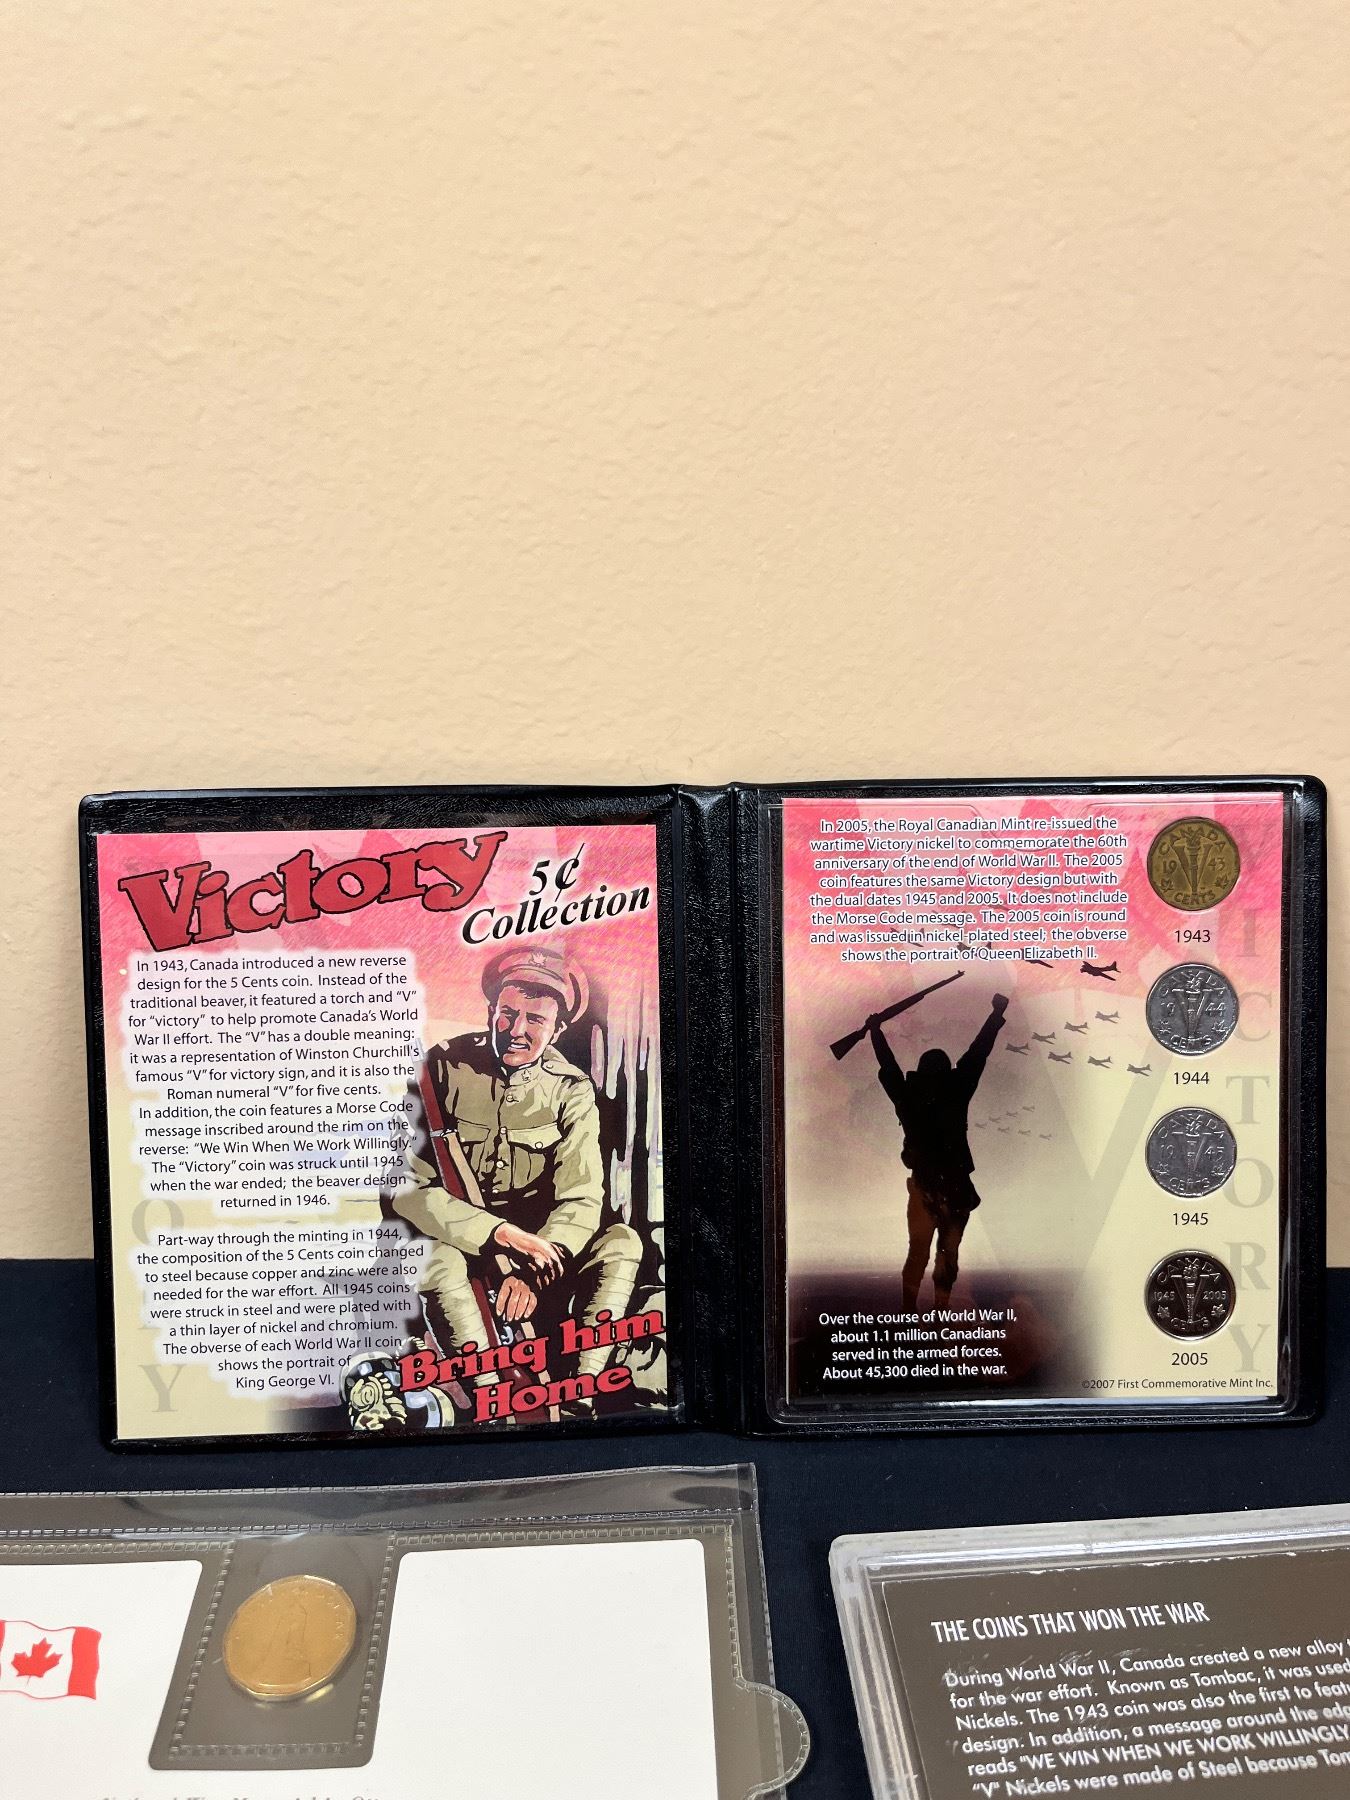 Victory
5¢
Collection
In 1943, Canada introduced a new reverse
design for the 5 Cents coin. Instead of the
traditional beaver, it featured a torch and "V"
for "victory" to help promote Canada's World
War II effort. The "V" has a double meaning:
it was a representation of Winston Churchill's
famous "V" for victory sign, and it is also the
Roman numeral "V" for five cents.
In addition, the coin features a Morse Code
message inscribed around the rim on the
reverse: "We Win When We Work Willingly."
The "Victory" coin was struck until 1945
when the war ended; the beaver design
returned in 1946.
Part-way through the minting in 1944,
the composition of the 5 Cents coin changed
to steel because copper and zinc were also
needed for the war effort. All 1945 coins
were struck in steel and were plated with
a thin layer of nickel and chromium.
The obverse of each World War II coin
shows the portrait of
King George VI.
Bring him
Home
In 2005, the Royal Canadian Mint re-issued the
wartime Victory nickel to commemorate the 60th
anniversary of the end of World War II. The 2005
coin features the same Victory design but with
the dual dates 1945 and 2005. It does not include
the Morse Code message. The 2005 coin is round
and was issued in nickel-plated steel; the obverse
shows the portrait of Queen Elizabeth II.
CANADA
1943
CENTS
1943
CANADA
1944
CENTS
1944
CANADA
1945
CENTS
1945
CANADA
1945 2005
CENTS
2005
VICTORY
Over the course of World War II,
about 1.1 million Canadians
served in the armed forces.
About 45,300 died in the war.
©2007 First Commemorative Mint Inc.
THE COINS THAT WON THE WAR
During World War II, Canada created a new alloy
for the war effort. Known as Tombac, it was used
Nickels. The 1943 coin was also the first to
design. In addition, a message around the
reads "WE WIN WHEN WE WORK WILLINGLY
"V" Nickels were made of Steel because